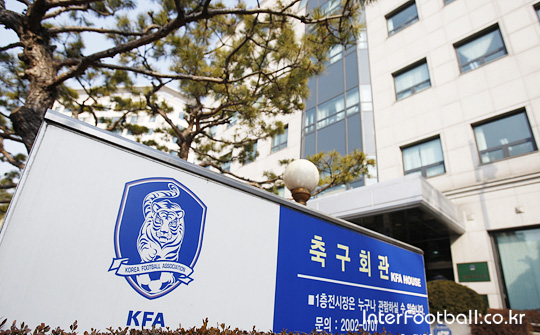 KOREA FOOTBALL ASSOCIATION
KFA
축구회관 KFA HOUSE
■1층전시장은 누구나 관람하실 수 있습니다
문의 : 2002-0707
InterFootball.co.kr